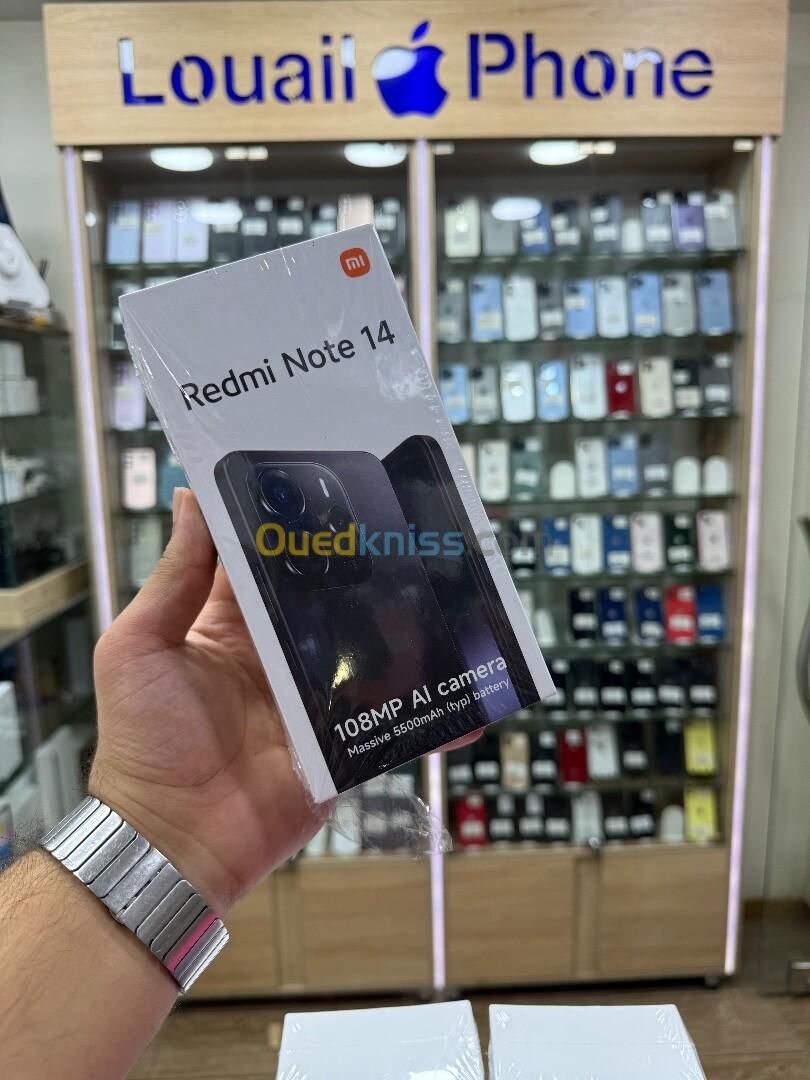 Louail Phone
mi
Redmi Note 14
Ouedkniss.com
108MP AI camera
Massive 5500mAh (typ) battery